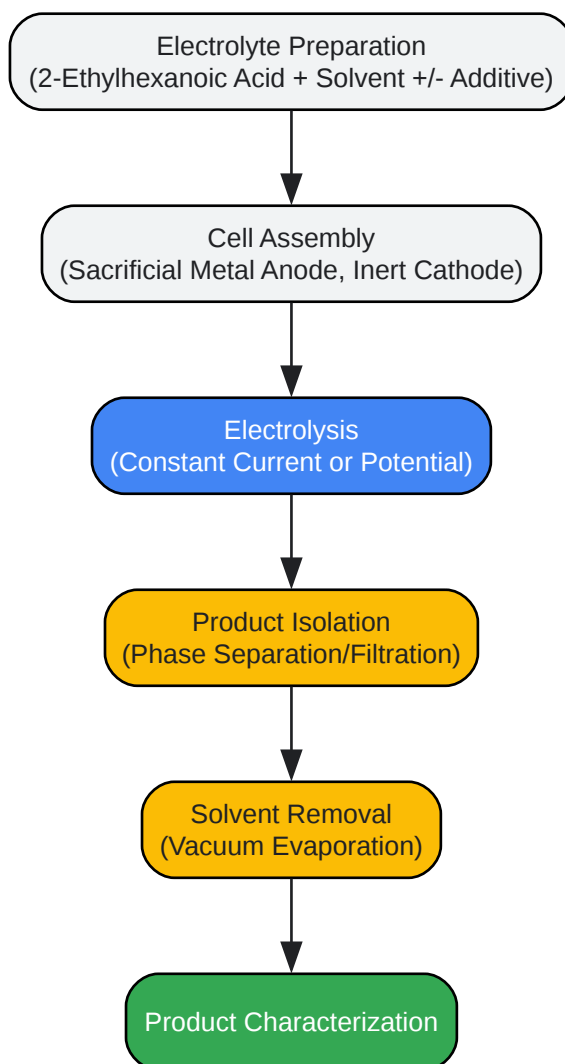 Electrolyte Preparation
(2-Ethylhexanoic Acid + Solvent +/- Additive)
Cell Assembly
(Sacrificial Metal Anode, Inert Cathode)
Electrolysis
(Constant Current or Potential)
Product Isolation
(Phase Separation/Filtration)
Solvent Removal
(Vacuum Evaporation)
Product Characterization